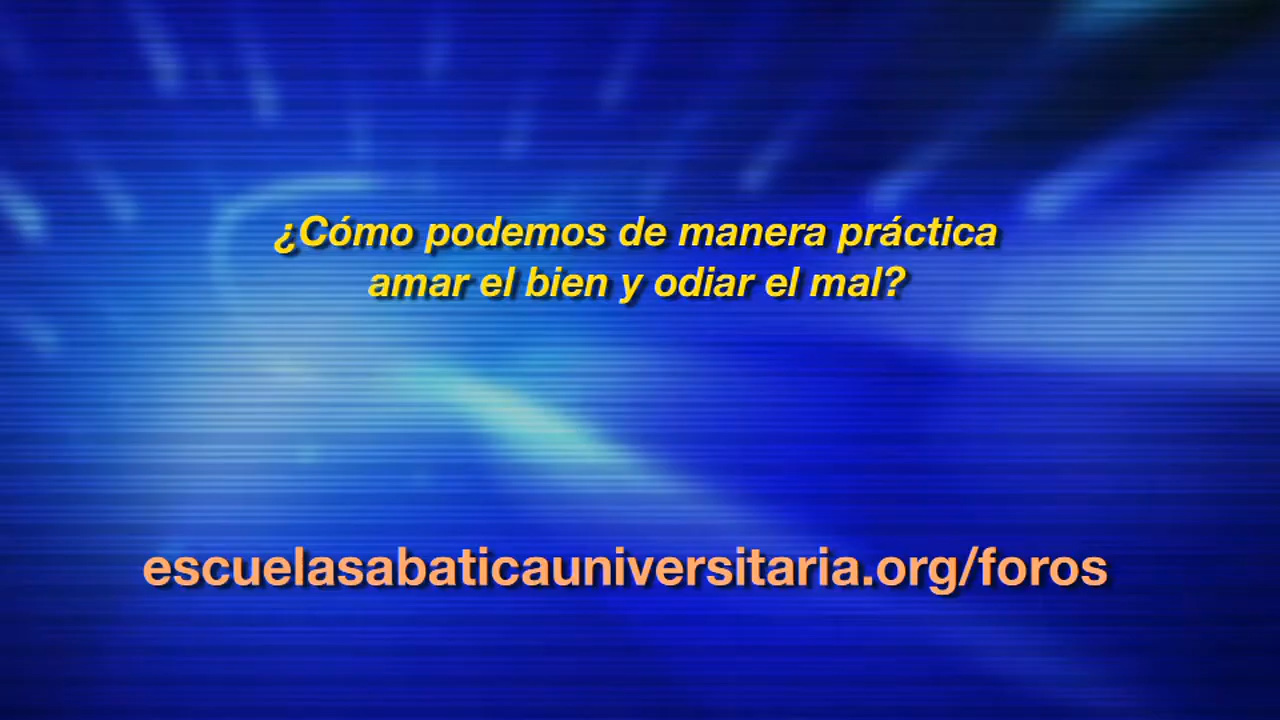 ¿Cómo podemos de manera práctica
amar el bien y odiar el mal?
escuelasabaticauniversitaria.org/foros